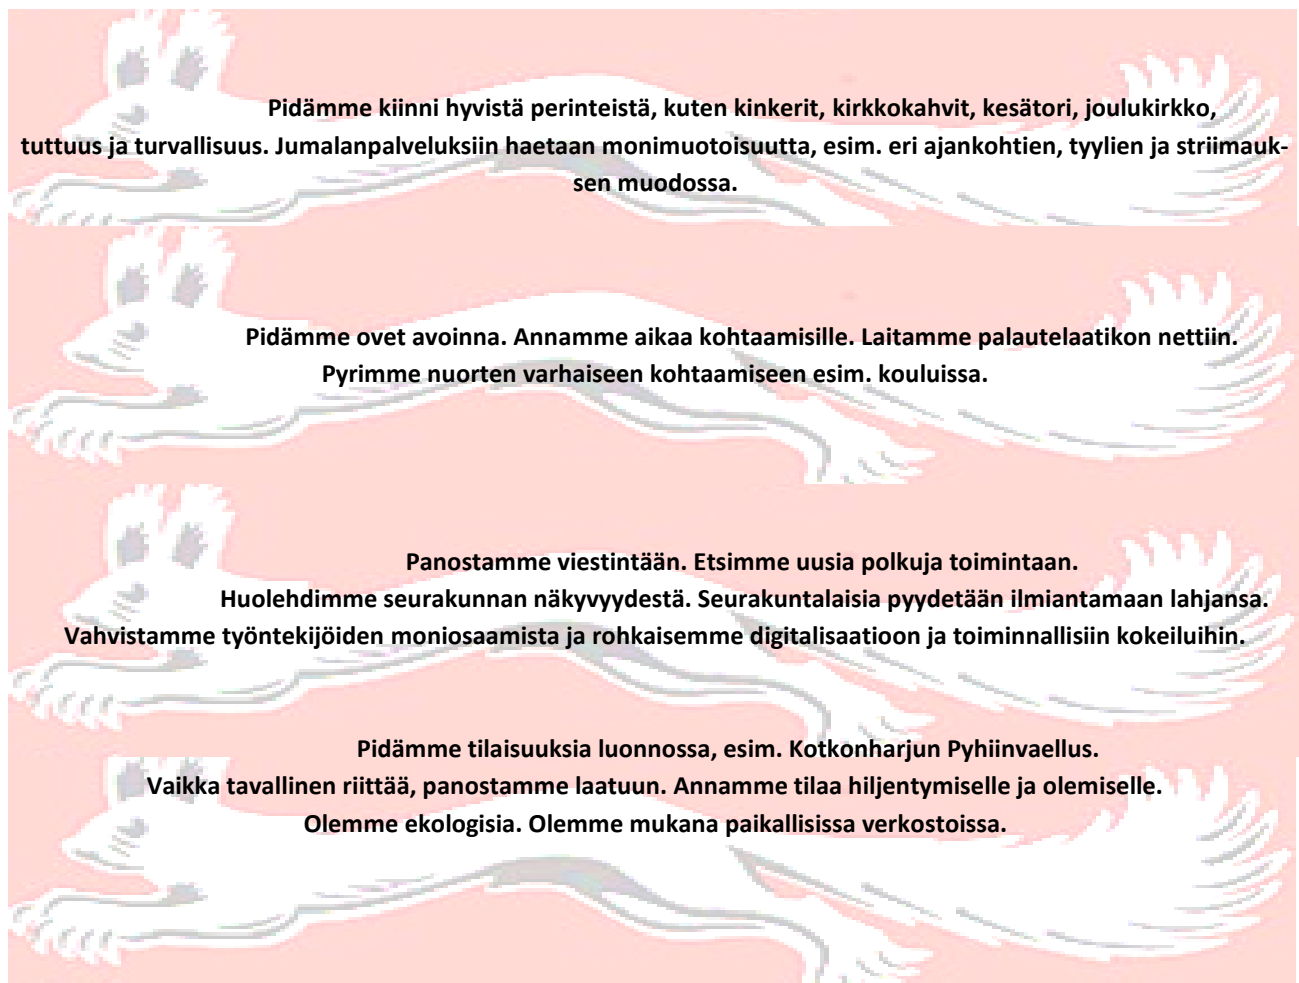 Pidämme kiinni hyvistä perinteistä, kuten kinkerit, kirkkokahvit, kesätori, joulukirkko,
tuttuus ja turvallisuus. Jumalanpalveluksiin haetaan monimuotoisuutta, esim. eri ajankohtien, tyylien ja striimauk-
sen muodossa.
Pidämme ovet avoinna. Annamme aikaa kohtaamisille. Laitamme palautelaatikon nettiin.
Pyrimme nuorten varhaiseen kohtaamiseen esim. kouluissa.
Panostamme viestintään. Etsimme uusia polkuja toimintaan.
Huolehdimme seurakunnan näkyvyydestä. Seurakuntalaisia pyydetään ilmiantamaan lahjansa.
Vahvistamme työntekijöiden moniosaamista ja rohkaisemme digitalisaatioon ja toiminnallisiin kokeiluihin.
Pidämme tilaisuuksia luonnossa, esim. Kotkonharjun Pyhiinvaellus.
Vaikka tavallinen riittää, panostamme laatuun. Annamme tilaa hiljentymiselle ja olemiselle.
Olemme ekologisia. Olemme mukana paikallisissa verkostoissa.